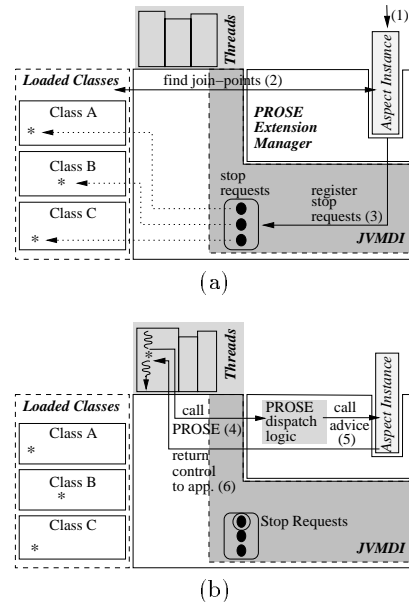 (1)
Threads
Loaded Classes
find join-points (2)
Aspect Instance
Class A
*
PROSE
Extension
Manager
Class B
*
stop
requests
register
stop
requests (3)
Class C
*
JVMDI
(a)
Threads
*
Loaded Classes
Aspect Instance
call
PROSE (4)
PROSE
dispatch
logic
call
advice
(5)
Class A
*
return
control
to app. (6)
Class B
*
Class C
*
Stop Requests
JVMDI
(b)